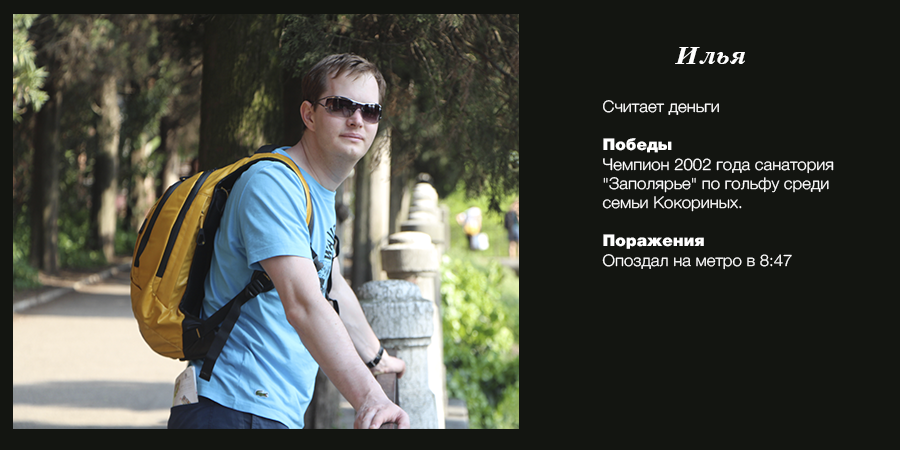 Илья
Считает деньги
Победы
Чемпион 2002 года санатория
"Заполярье" по гольфу среди
семьи Кокориных.
Поражения
Опоздал на метро в 8:47